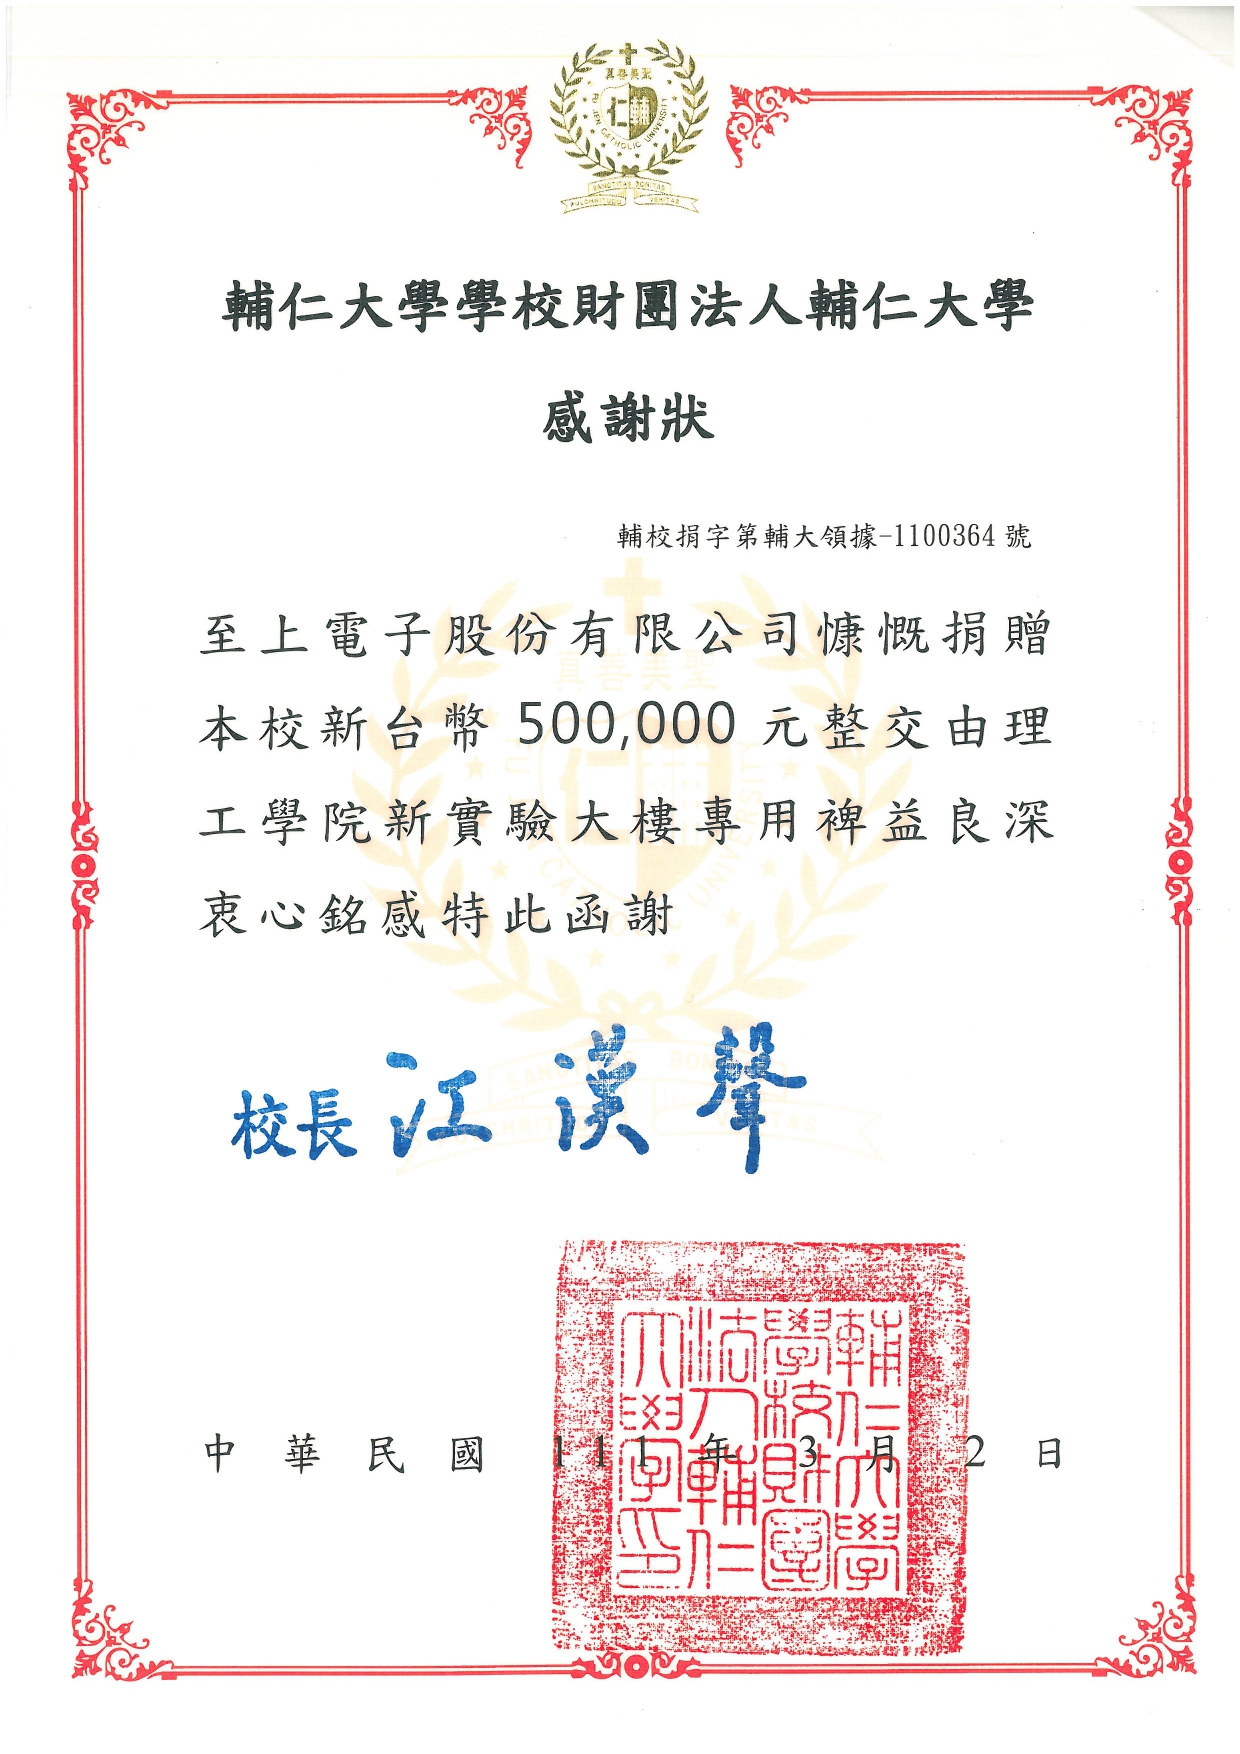 真善美聖
輔仁
FU JEN CATHOLIC UNIVERSITY
SANCTITAS BONITAS
PULCHRITUDO VERITAS
輔仁大學學校財團法人輔仁大學
感謝狀
輔校捐字第輔大領據-1100364號
至上電子股份有限公司慷慨捐贈
本校新台幣 500,000 元整交由理
工學院新實驗大樓專用裨益良深
衷心銘感特此函謝
校長 江漢聲
輔仁大學
學校財團
法人輔仁
大學印
中華民國 111 年 3 月 2 日